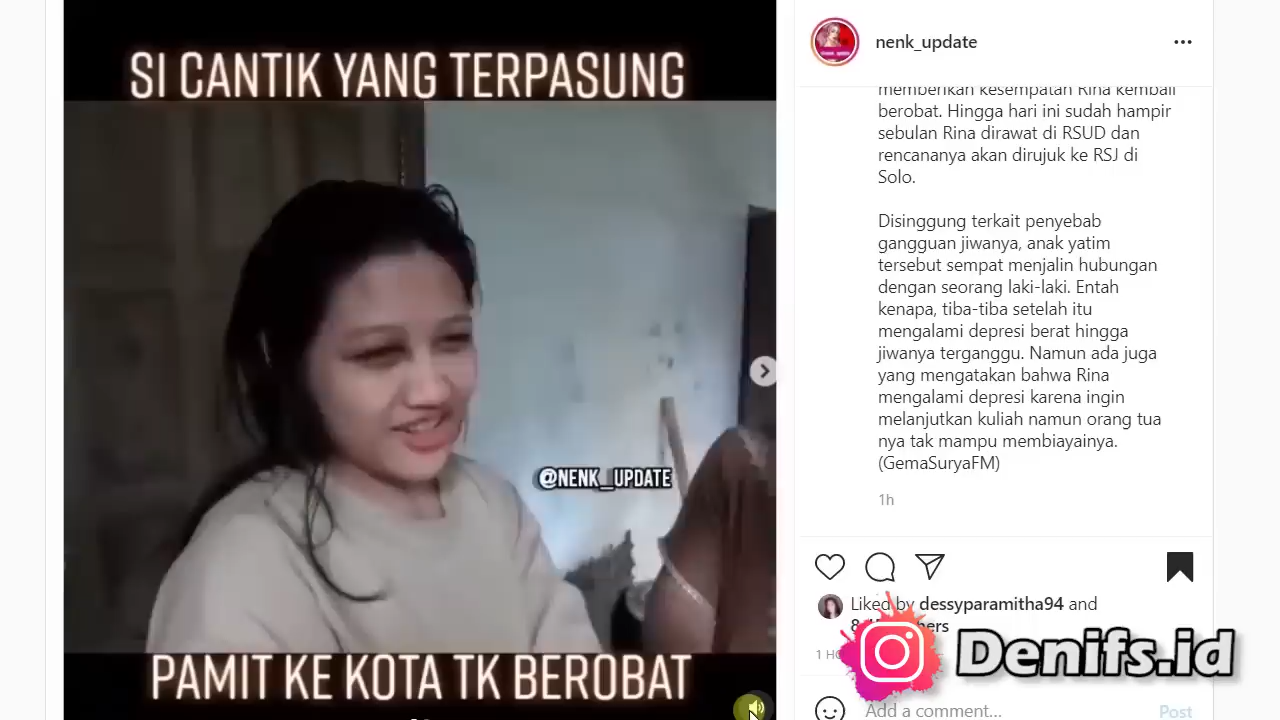 SI CANTIK YANG TERPASUNG
@NENK_UPDATE
PAMIT KE KOTA TK BEROBAT
nenk_update
memberikan kesempatan Rina kembali
berobat. Hingga hari ini sudah hampir
sebulan Rina dirawat di RSUD dan
rencananya akan dirujuk ke RSJ di
Solo.
Disinggung terkait penyebab
gangguan jiwanya, anak yatim
tersebut sempat menjalin hubungan
dengan seorang laki-laki. Entah
kenapa, tiba-tiba setelah itu
mengalami depresi berat hingga
jiwanya terganggu. Namun ada juga
yang mengatakan bahwa Rina
mengalami depresi karena ingin
melanjutkan kuliah namun orang tua
nya tak mampu membiayainya.
(GemaSuryaFM)
1h
Liked by dessyparamitha94 and
Denifs.id
Add a comment...
Post